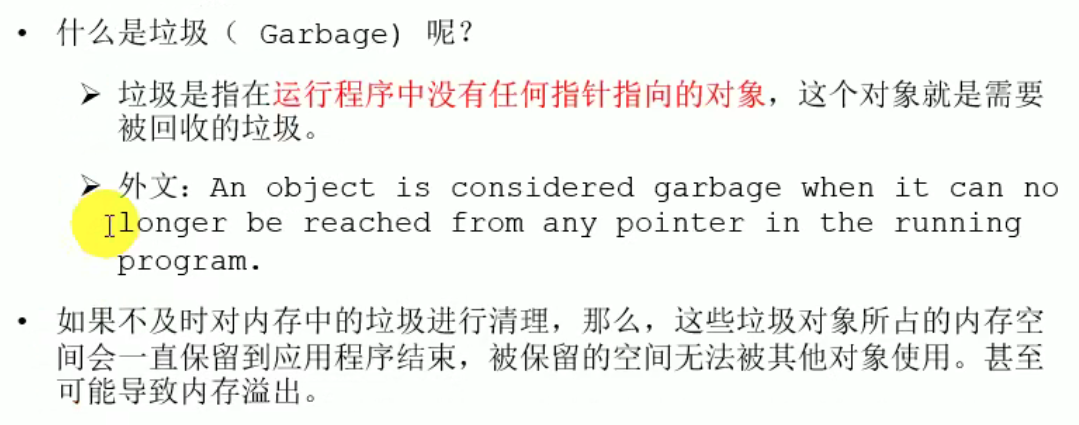 • 什么是垃圾（ Garbage) 呢？
➢ 垃圾是指在运行程序中没有任何指针指向的对象，这个对象就是需要
被回收的垃圾。
➢ 外文：An object is considered garbage when it can no
longer be reached from any pointer in the running
program.
• 如果不及时对内存中的垃圾进行清理，那么，这些垃圾对象所占的内存空
间会一直保留到应用程序结束，被保留的空间无法被其他对象使用。甚至
可能导致内存溢出。